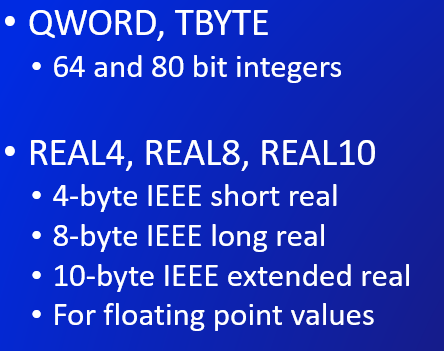 • QWORD, TBYTE
• 64 and 80 bit integers
• REAL4, REAL8, REAL10
• 4-byte IEEE short real
• 8-byte IEEE long real
• 10-byte IEEE extended real
• For floating point values